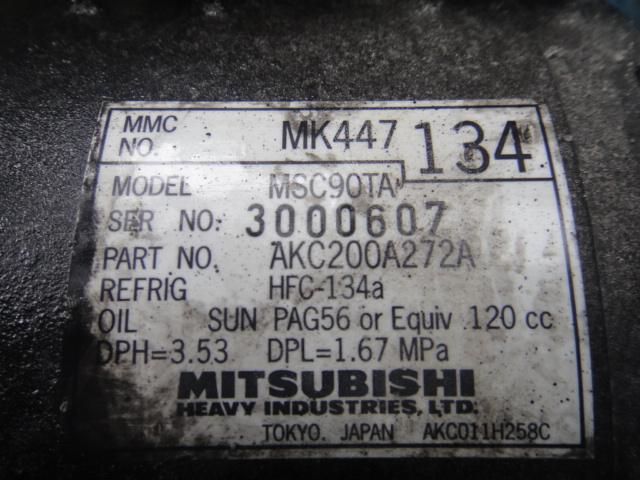 MMC NO. MK447 134
MODEL MSC90TA
SER NO: 3000607
PART NO. AKC200A272A
REFRIG HFC-134a
OIL SUN PAG56 or Equiv 120 cc
DPH=3.53 DPL=1.67 MPa
MITSUBISHI
HEAVY INDUSTRIES, LTD.
TOKYO. JAPAN AKC011H258C